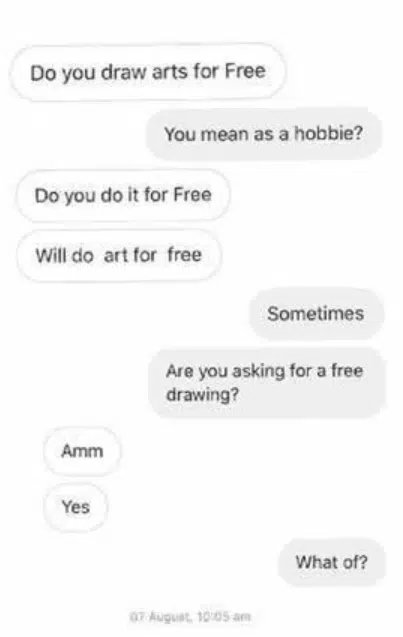 Do you draw arts for Free
You mean as a hobbie?
Do you do it for Free
Will do art for free
Sometimes
Are you asking for a free
drawing?
Amm
Yes
What of?
07 August, 10:05 am